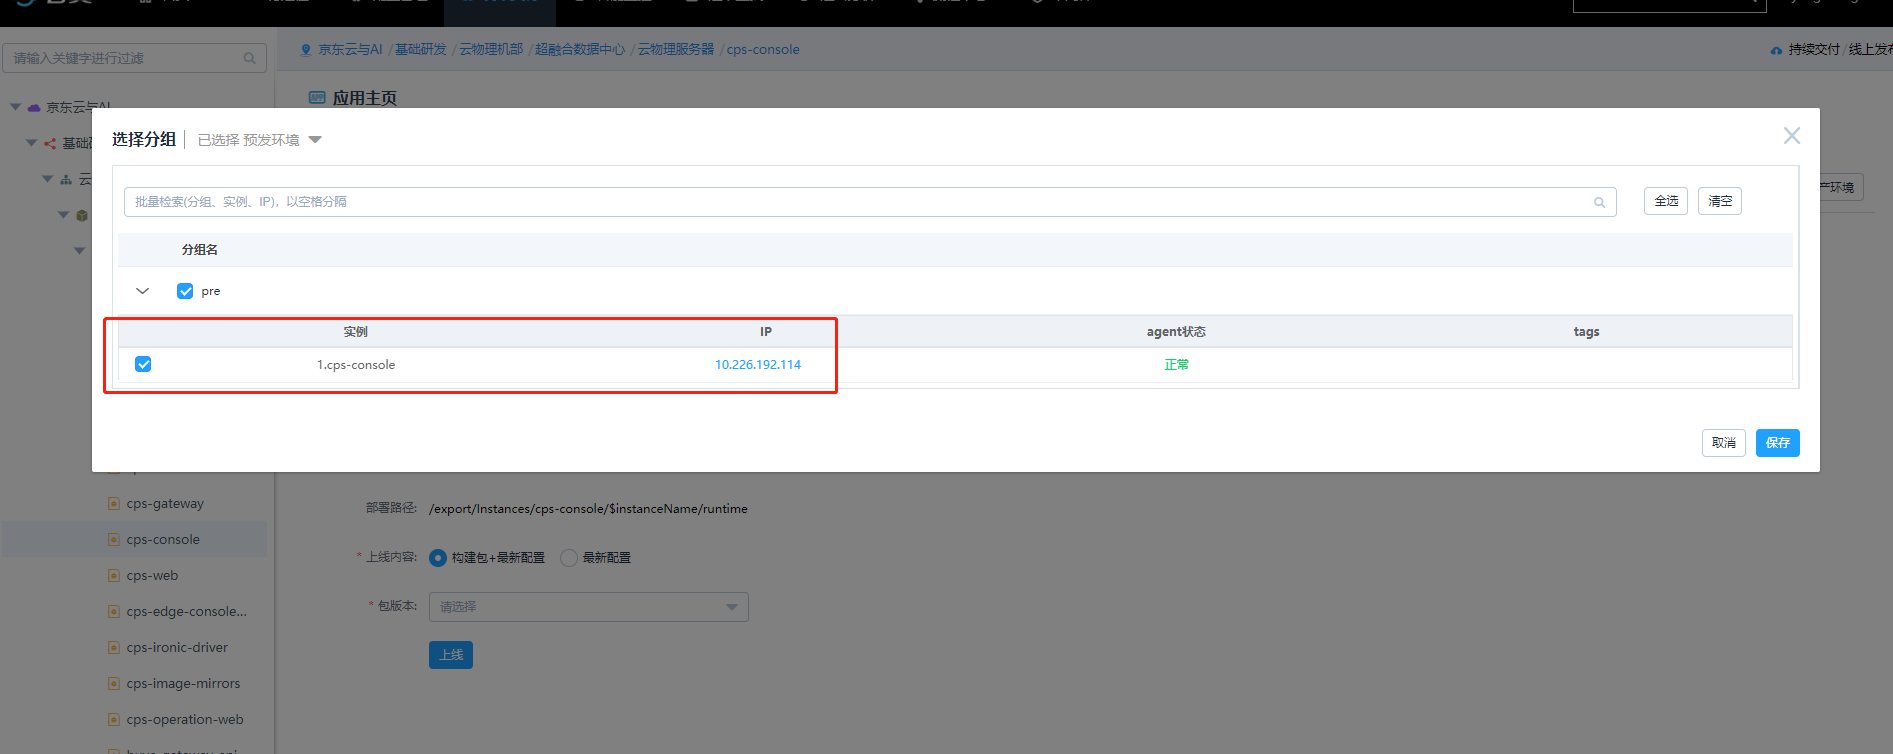 请输入关键字进行过滤
京东云与AI / 基础研发 / 云物理机部 / 超融合数据中心 / 云物理服务器 / cps-console
持续交付 / 线上发布
应用主页
京东云与AI
基础研
云
选择分组 已选择 预发环境
批量检索(分组、实例、IP)，以空格分隔
全选 清空
产环境
分组名
pre
实例 IP agent状态 tags
1.cps-console 10.226.192.114 正常
取消 保存
cps-gateway
cps-console
cps-web
cps-edge-console...
cps-ironic-driver
cps-image-mirrors
cps-operation-web
部署路径: /export/Instances/cps-console/$instanceName/runtime
* 上线内容: 构建包+最新配置 最新配置
* 包版本: 请选择
上线